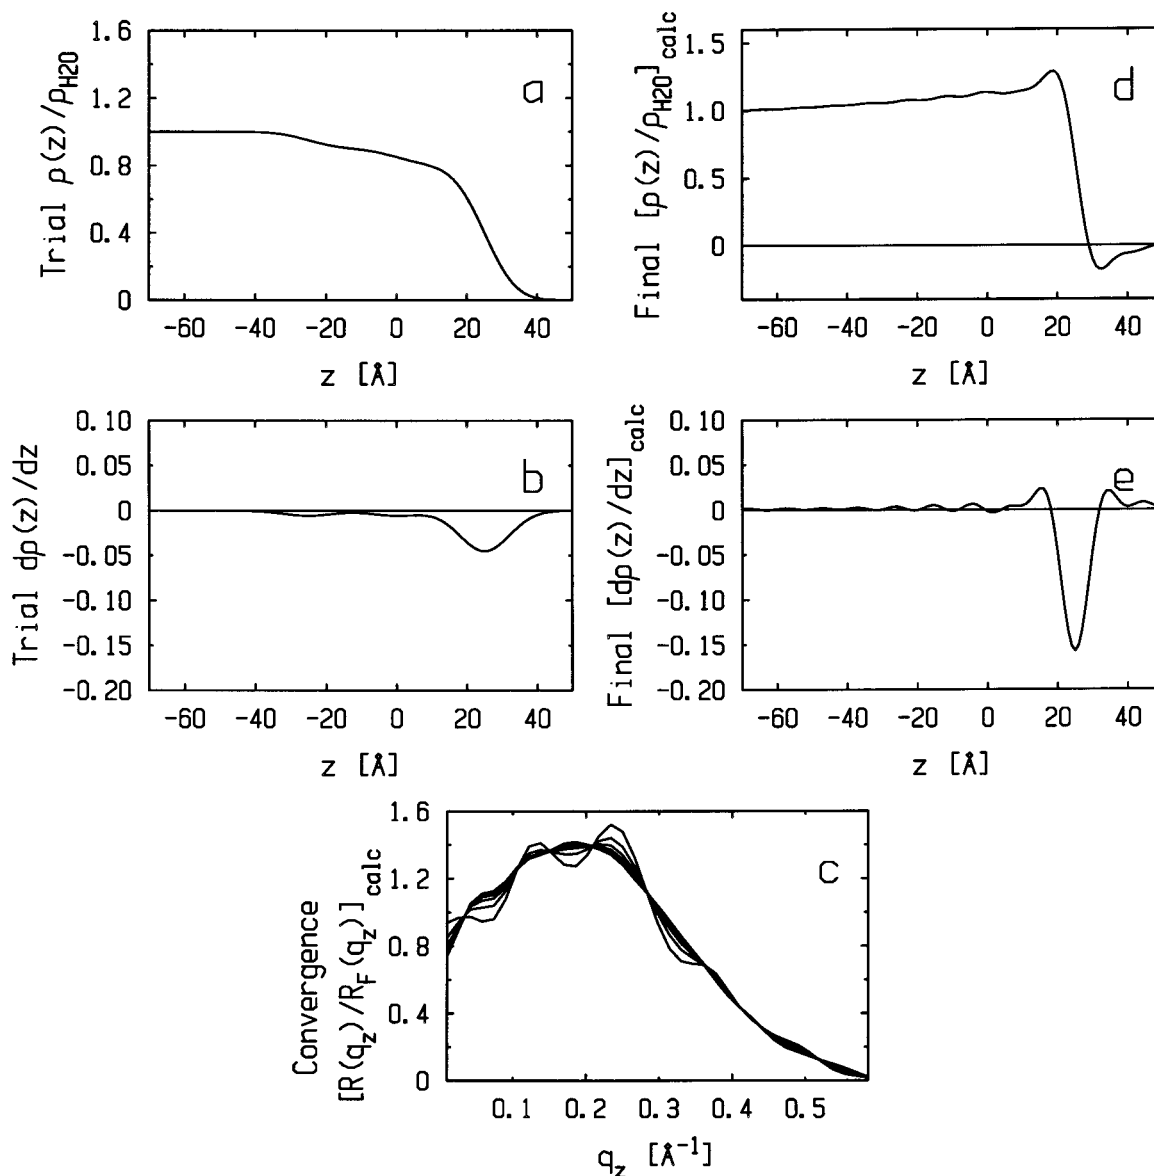 Trial ρ(z)/ρH2O
1.6
1.2
0.8
0.4
0
-60 -40 -20 0 20 40
z [Å]
a
Final [ρ(z)/ρH2O]calc
1.5
1.0
0.5
0
-60 -40 -20 0 20 40
z [Å]
d
Trial dρ(z)/dz
0.10
0.05
0
-0.05
-0.10
-0.15
-0.20
-60 -40 -20 0 20 40
z [Å]
b
Final [dρ(z)/dz]calc
0.10
0.05
0
-0.05
-0.10
-0.15
-0.20
-60 -40 -20 0 20 40
z [Å]
e
Convergence
[R(qz)/RF(qz)]calc
1.6
1.2
0.8
0.4
0
0.1 0.2 0.3 0.4 0.5
qz [Å-1]
c